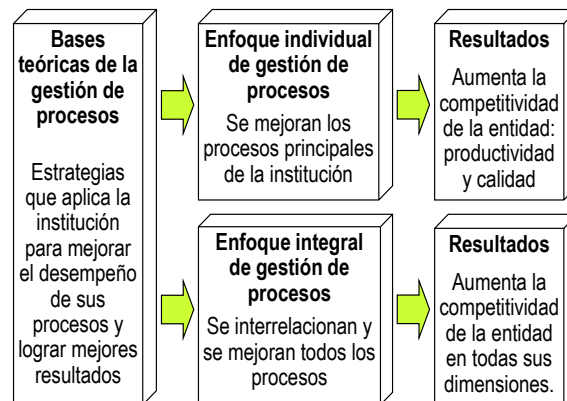 Bases
teóricas de la
gestión de
procesos
Estrategias
que aplica la
institución
para mejorar
el desempeño
de sus
procesos y
lograr mejores
resultados
Enfoque individual
de gestión de
procesos
Se mejoran los
procesos principales
de la institución
Resultados
Aumenta la
competitividad
de la entidad:
productividad
y calidad
Enfoque integral
de gestión de
procesos
Se interrelacionan y
se mejoran todos los
procesos
Resultados
Aumenta la
competitividad
de la entidad
en todas sus
dimensiones.